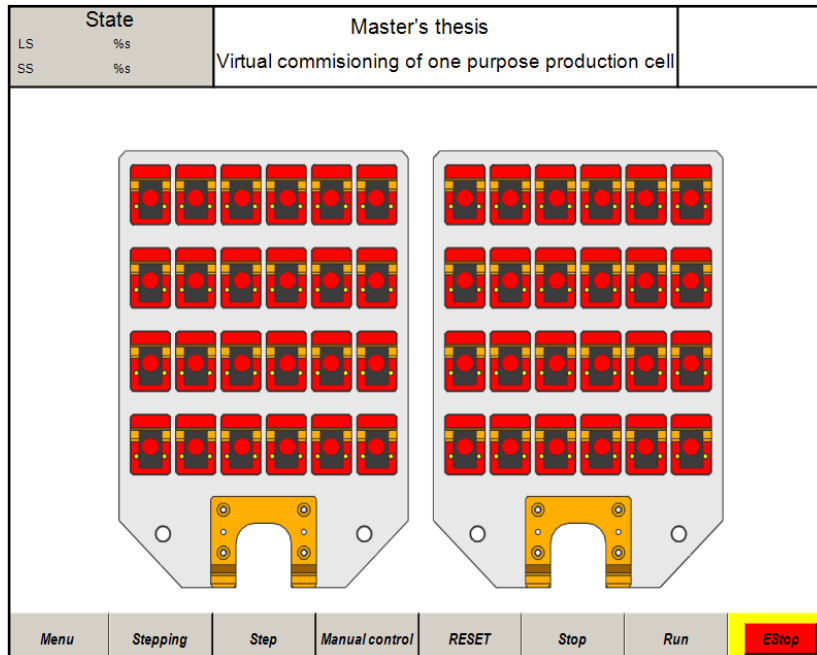 State
LS %s
SS %s
Master's thesis
Virtual commisioning of one purpose production cell
Menu Stepping Step Manual control RESET Stop Run EStop